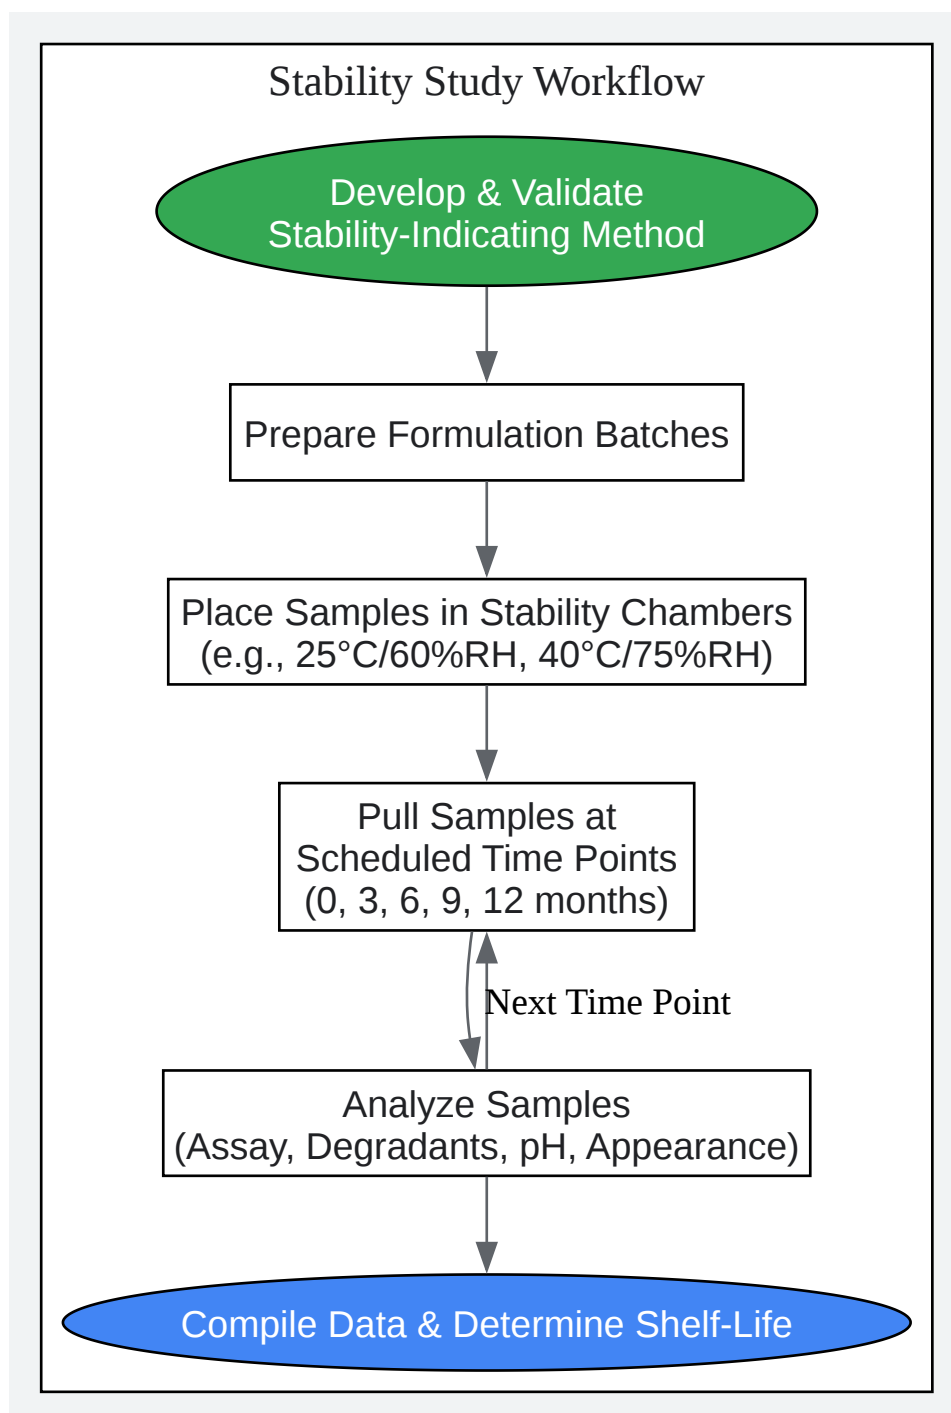 Stability Study Workflow
Develop & Validate
Stability-Indicating Method
Prepare Formulation Batches
Place Samples in Stability Chambers
(e.g., 25°C/60%RH, 40°C/75%RH)
Pull Samples at
Scheduled Time Points
(0, 3, 6, 9, 12 months)
Next Time Point
Analyze Samples
(Assay, Degradants, pH, Appearance)
Compile Data & Determine Shelf-Life